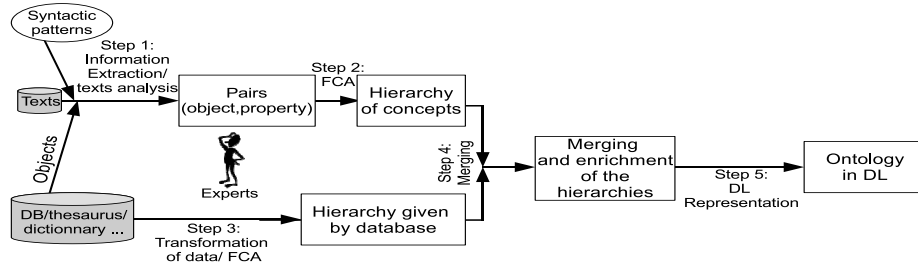 Syntactic
patterns
Step 1:
Information
Extraction/
texts analysis
Texts
Objects
Pairs
(object,property)
Step 2:
FCA
Hierarchy
of concepts
Experts
Step 4:
Merging
Merging
and enrichment
of the
hierarchies
Step 5:
DL
Representation
Ontology
in DL
DB/thesaurus/
dictionnary ...
Step 3:
Transformation
of data/ FCA
Hierarchy given
by database